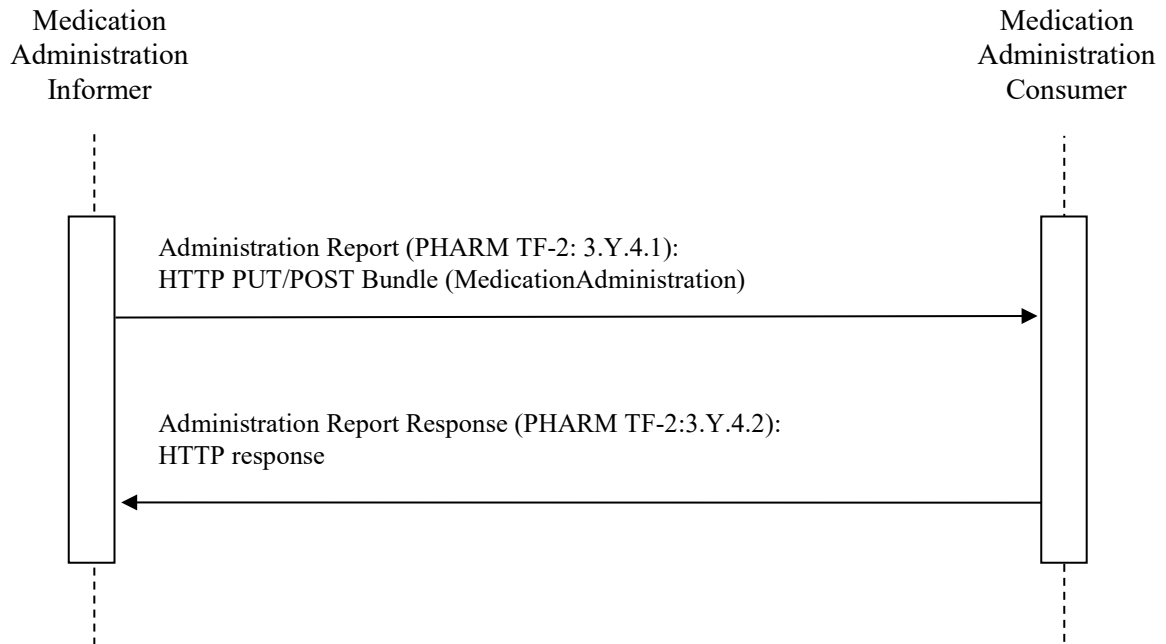 Medication
Administration
Informer
Medication
Administration
Consumer
Administration Report (PHARM TF-2: 3.Y.4.1):
HTTP PUT/POST Bundle (MedicationAdministration)
Administration Report Response (PHARM TF-2:3.Y.4.2):
HTTP response